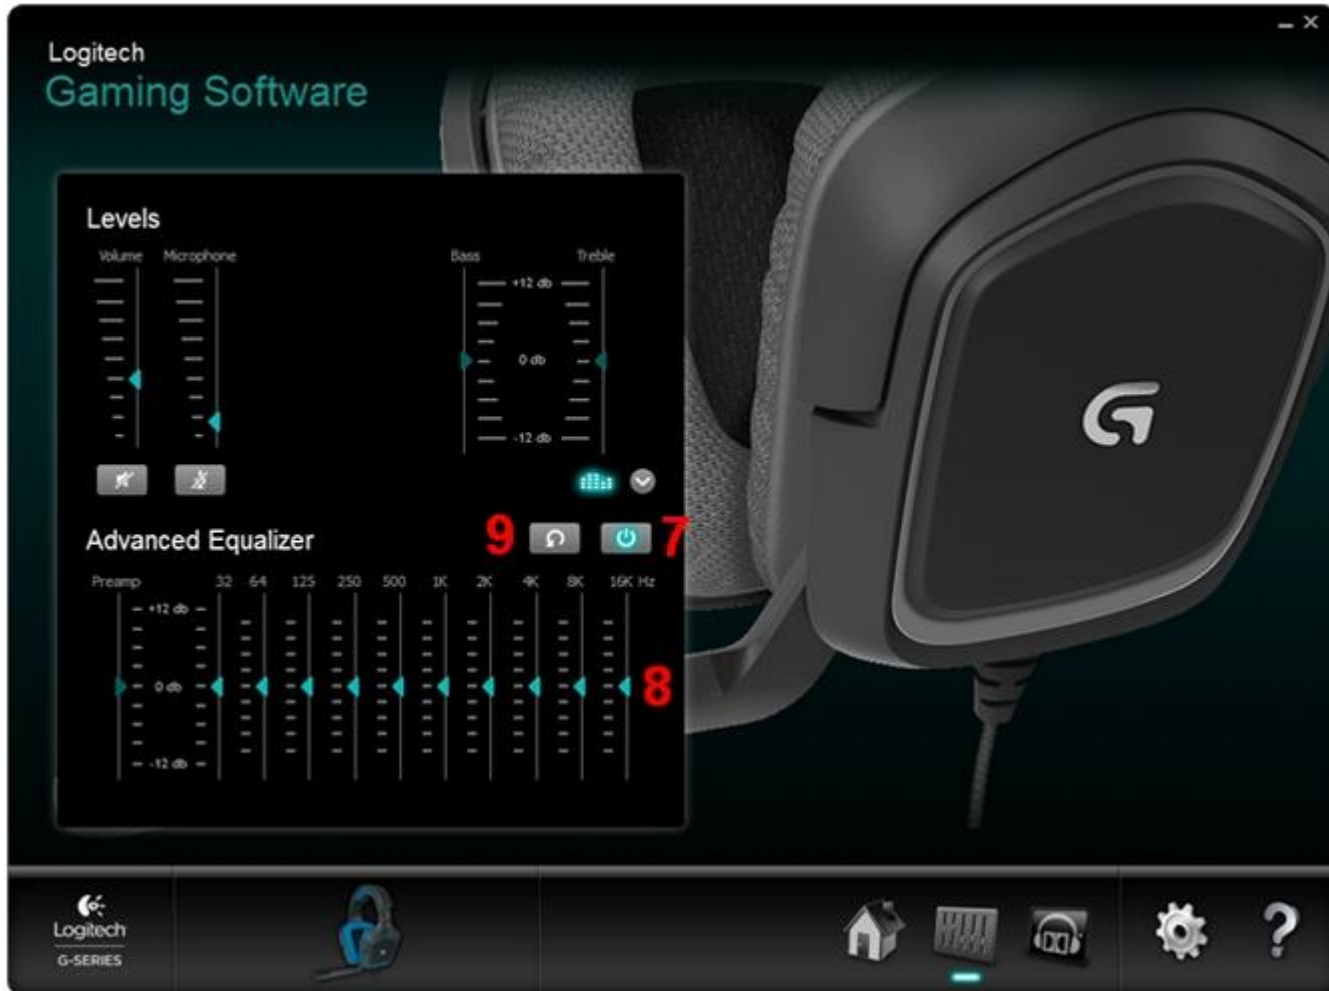 Logitech
Gaming Software
Levels
Volume Microphone Bass Treble
+12 db
0 db
-12 db
9 7
Advanced Equalizer
Preamp 32 64 125 250 500 1K 2K 4K 8K 16K Hz
+12 db
0 db 8
-12 db
Logitech
G-SERIES